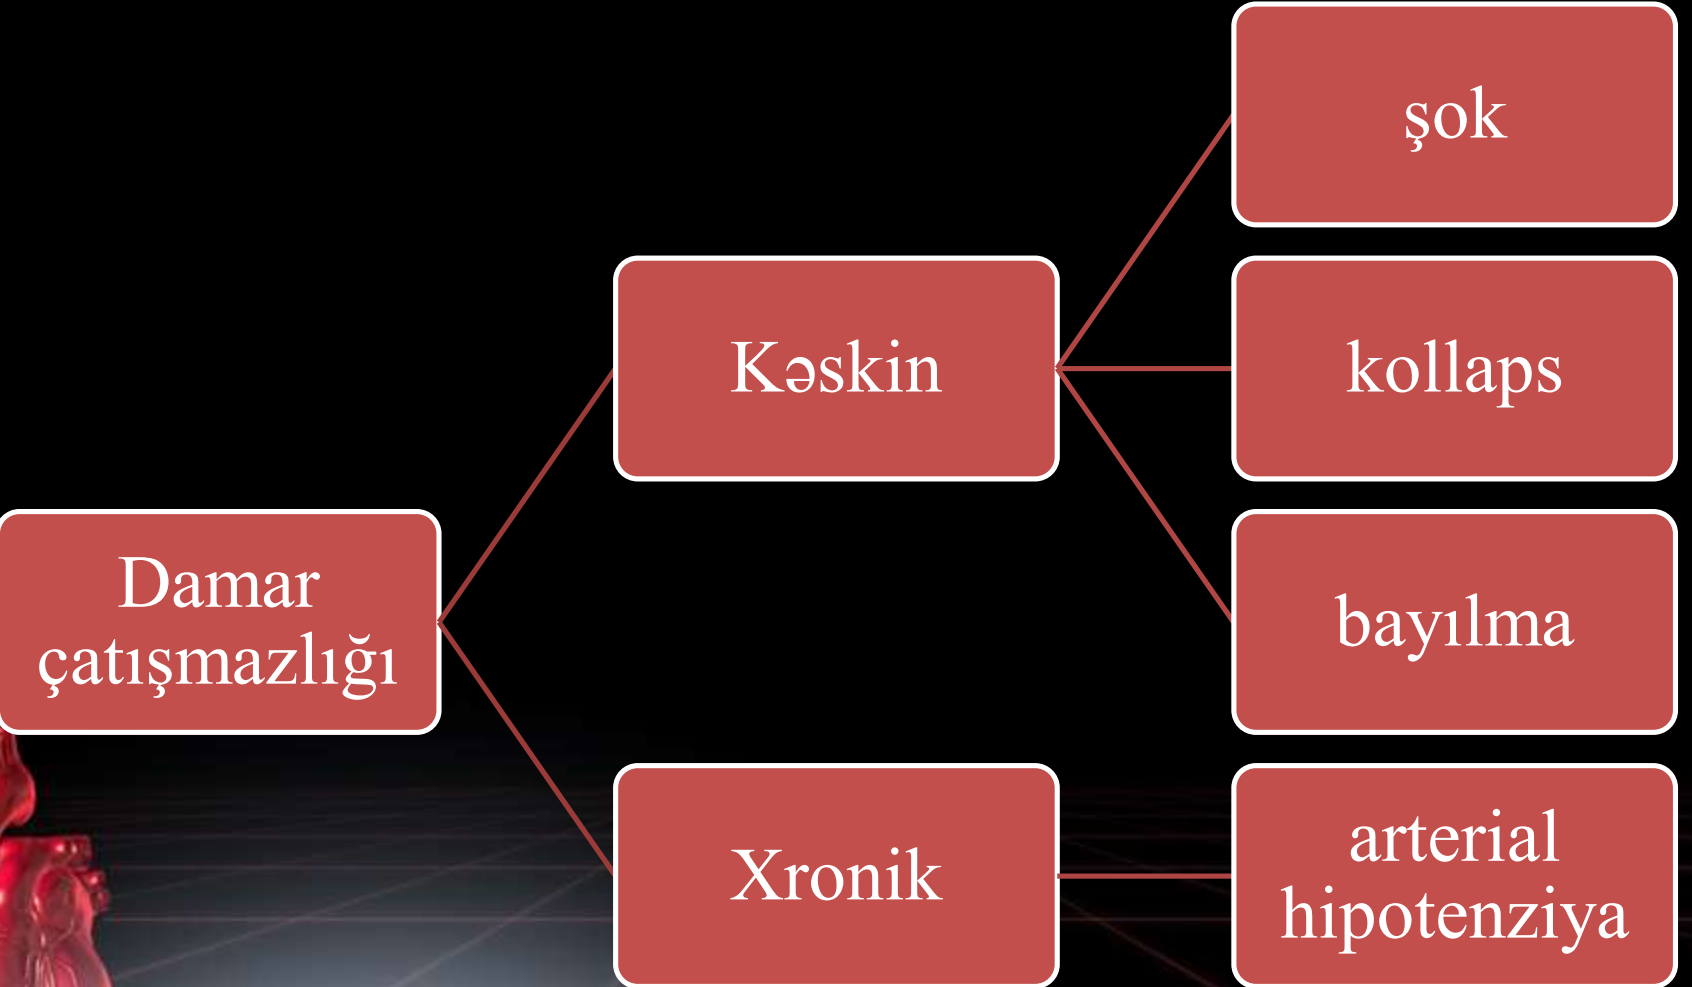 Damar
çatışmazlığı
Kəskin
şok
kollaps
bayılma
Xronik
arterial
hipotenziya